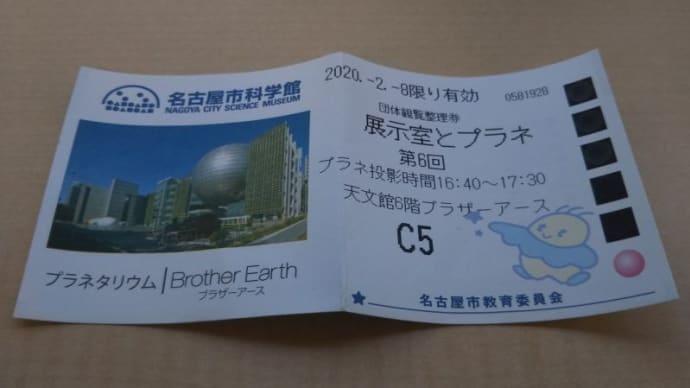 名古屋市科学館
NAGOYA CITY SCIENCE MUSEUM
プラネタリウム | Brother Earth
ブラザーアース
2020.-2.-8限り有効
0581928
団体観覧整理券
展示室とプラネ
第6回
プラネ投影時間16:40～17:30
天文館6階ブラザーアース
C5
名古屋市教育委員会